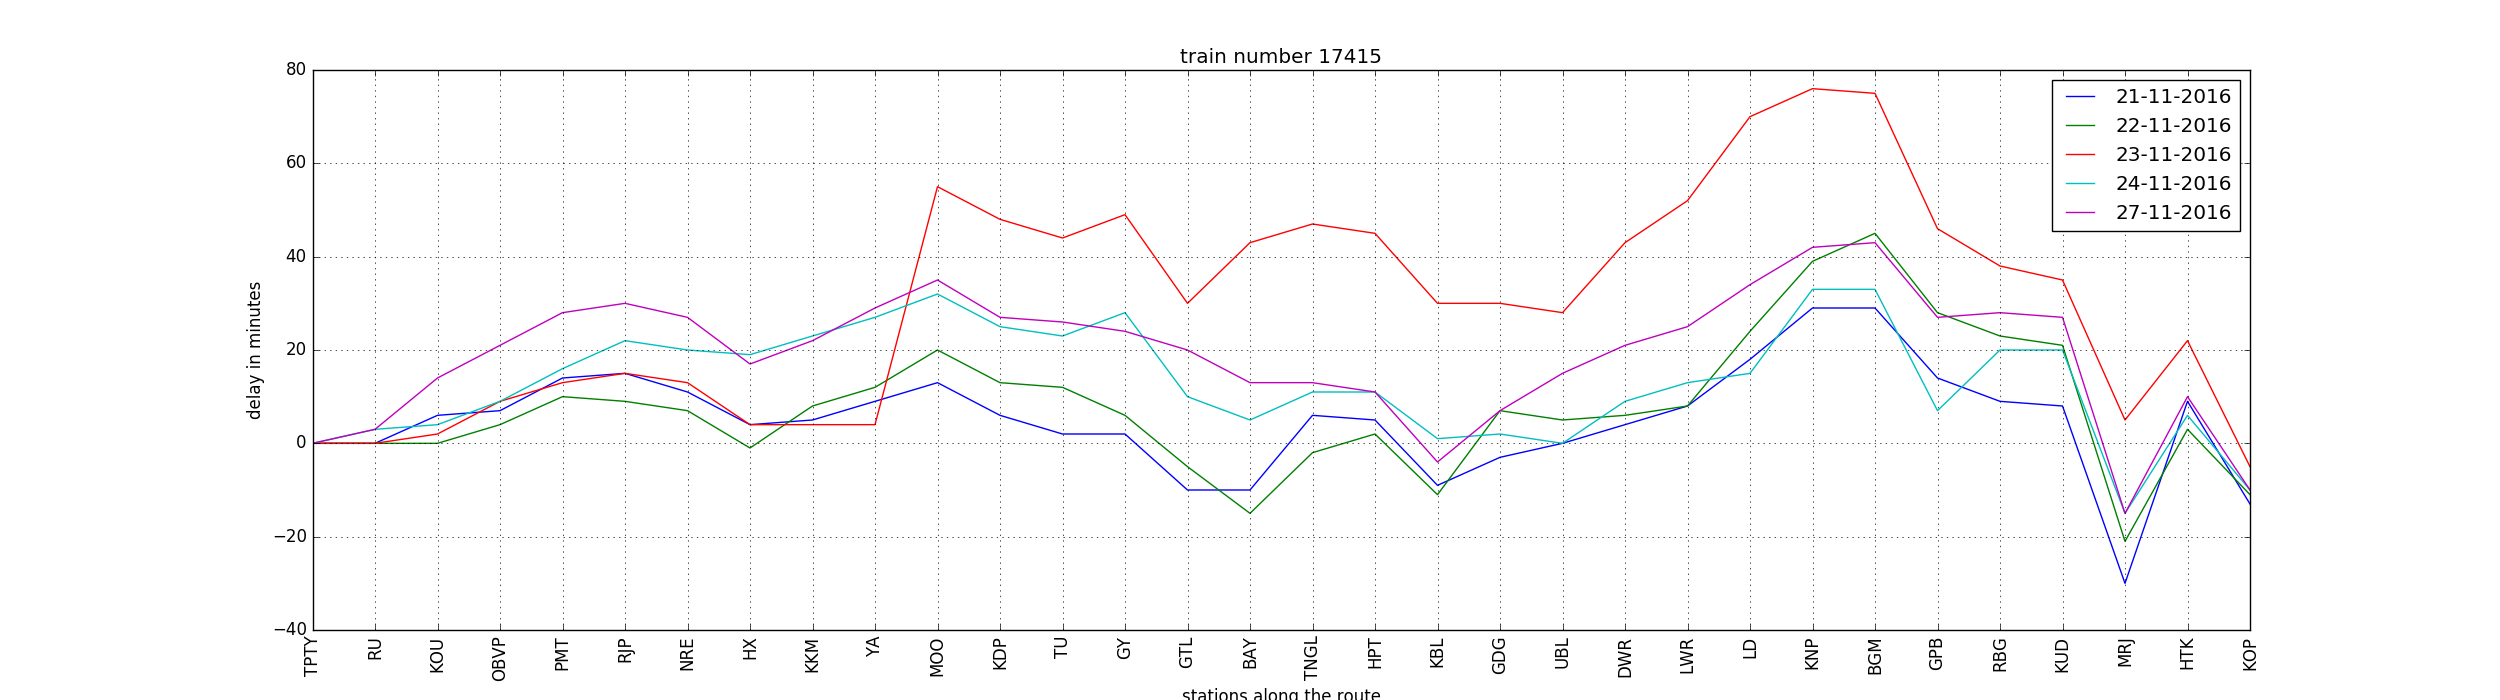 train number 17415
80
60
40
20
0
−20
−40
delay in minutes
21-11-2016
22-11-2016
23-11-2016
24-11-2016
27-11-2016
TPTY
RU
KOU
OBVP
PMT
RJP
NRE
HX
KKM
YA
MOO
KDP
TU
GY
GTL
BAY
TNGL
HPT
KBL
GDG
UBL
DWR
LWR
LD
KNP
BGM
GPB
RBG
KUD
MRJ
HTK
KOP
stations along the route